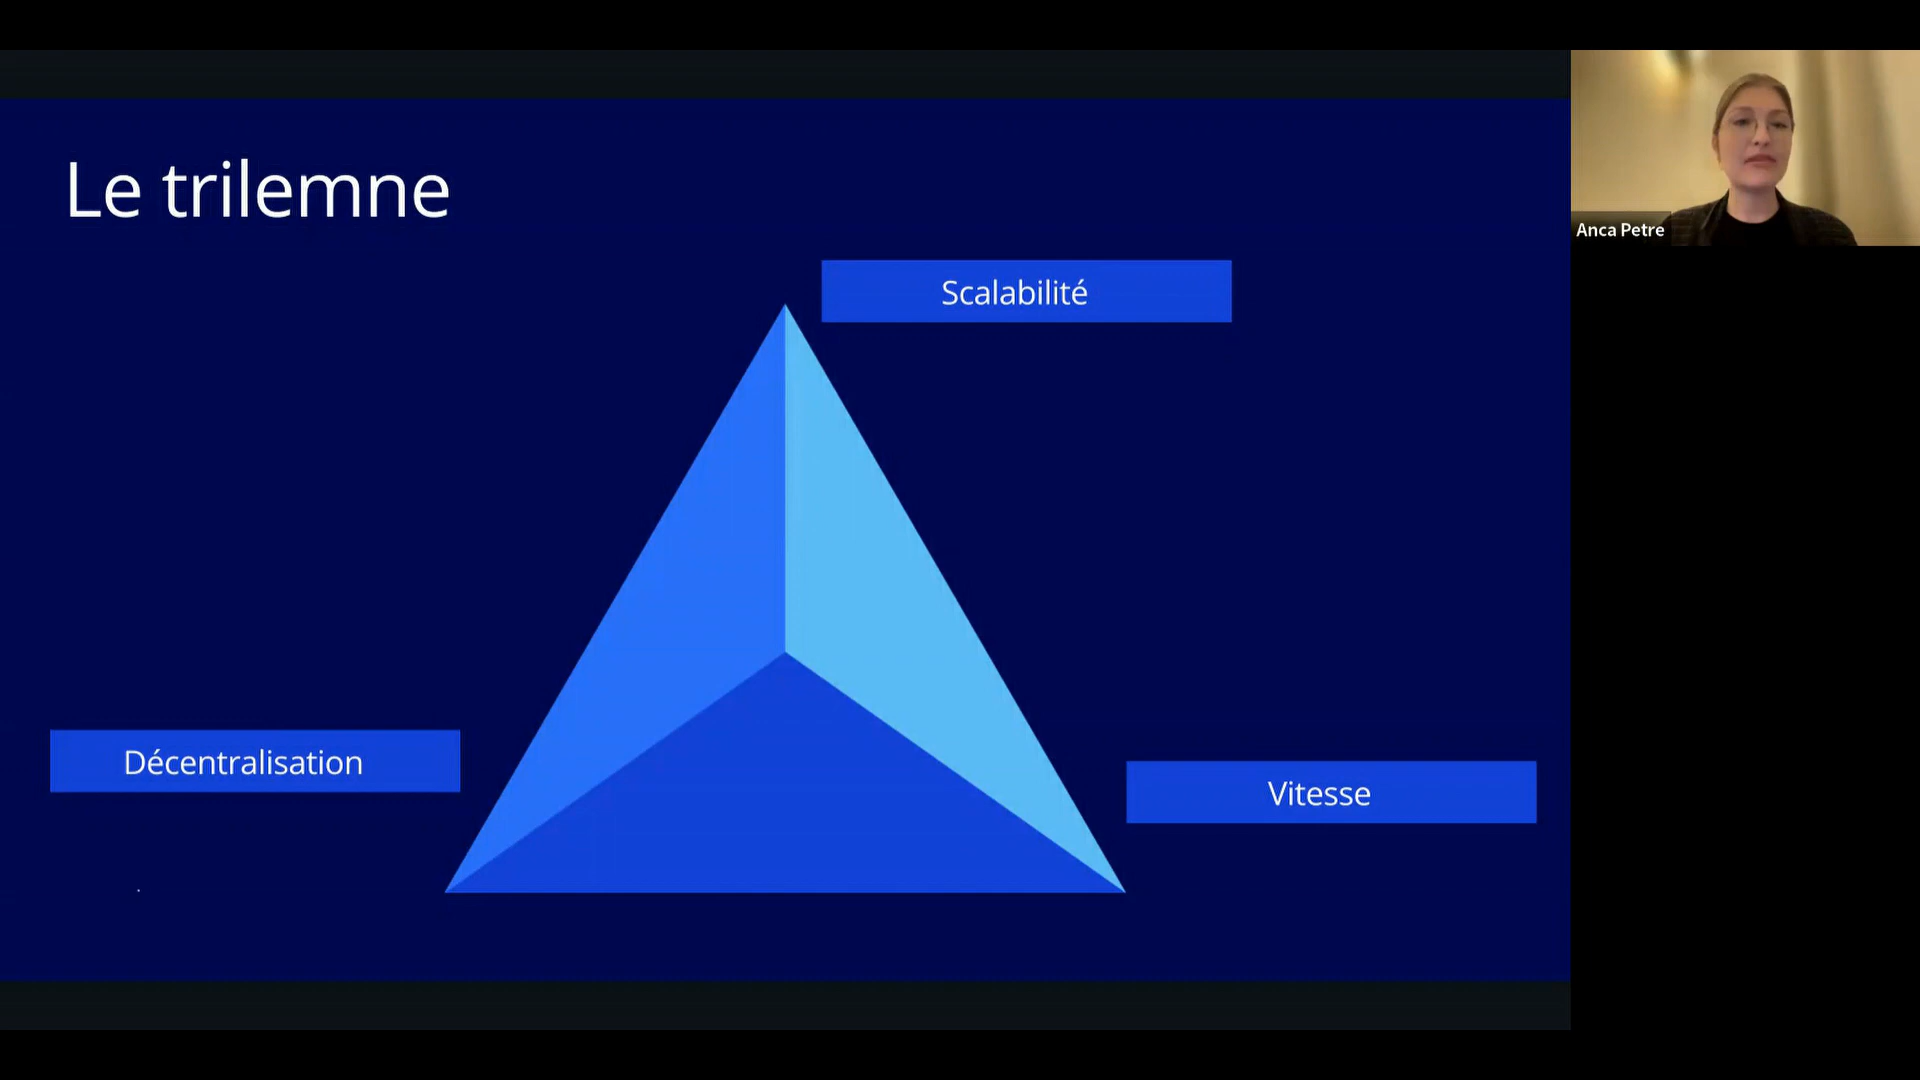 Le trilemne
Scalabilité
Décentralisation
Vitesse
Anca Petre